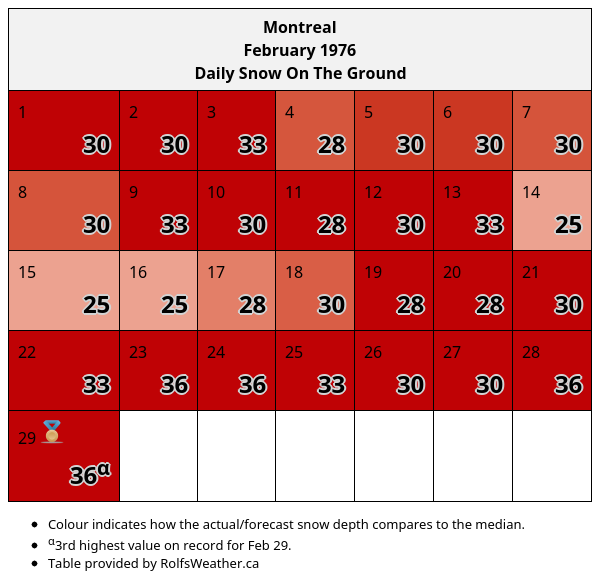 Montreal
February 1976
Daily Snow On The Ground
1 2 3 4 5 6 7
30 30 33 28 30 30 30
8 9 10 11 12 13 14
30 33 30 28 30 33 25
15 16 17 18 19 20 21
25 25 28 30 28 28 30
22 23 24 25 26 27 28
33 36 36 33 30 30 36
29
36α
Colour indicates how the actual/forecast snow depth compares to the median.
α3rd highest value on record for Feb 29.
Table provided by RolfsWeather.ca